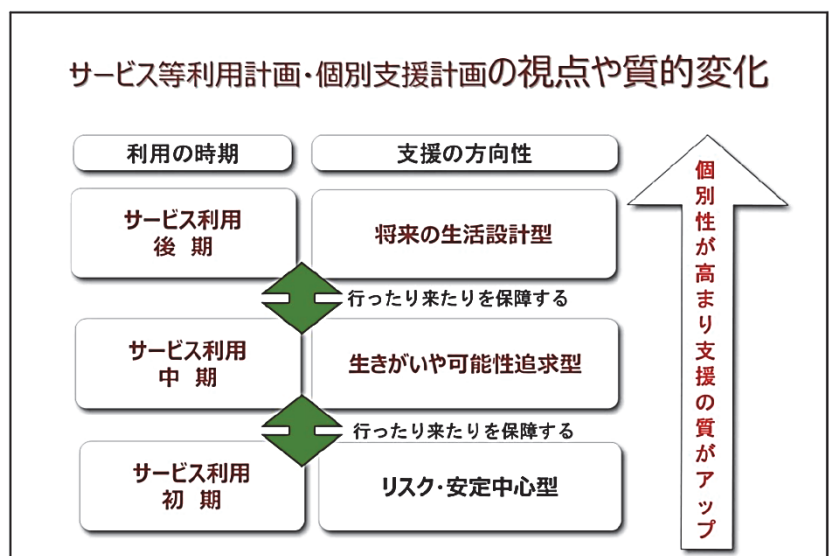 サービス等利用計画・個別支援計画の視点や質的変化
利用の時期
支援の方向性
サービス利用
後 期
将来の生活設計型
行ったり来たりを保障する
サービス利用
中 期
生きがいや可能性追求型
行ったり来たりを保障する
サービス利用
初 期
リスク・安定中心型
個別性が高まり支援の質がアップ